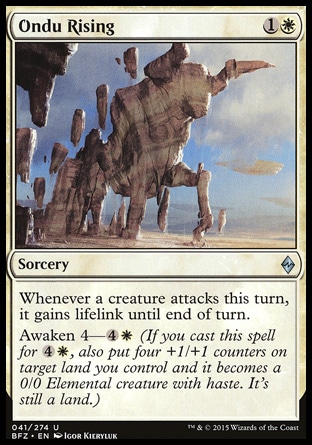 Ondu Rising 1
Sorcery
Whenever a creature attacks this turn,
it gains lifelink until end of turn.
Awaken 4—4 (If you cast this spell
for 4, also put four +1/+1 counters on
target land you control and it becomes a
0/0 Elemental creature with haste. It's
still a land.)
041/274 U
BFZ • EN Igor Kieryluk
™ & © 2015 Wizards of the Coast